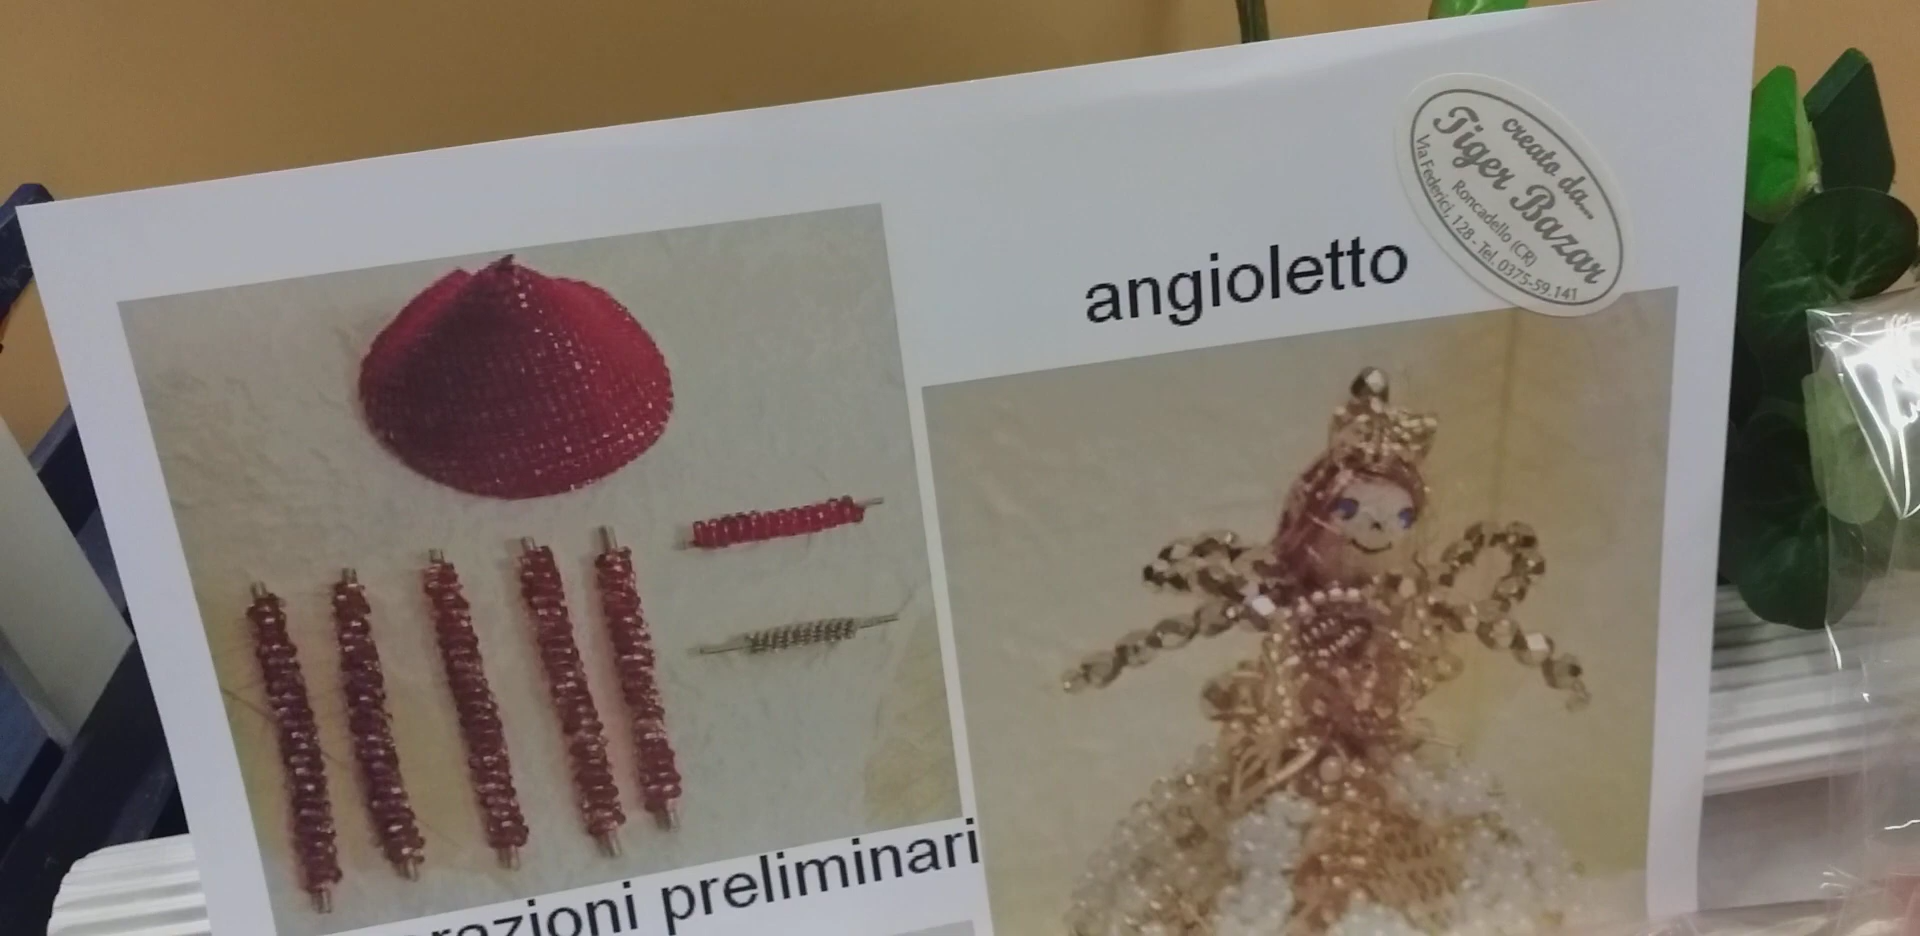 creato da...
Tiger Bazar
Roncadello (CR)
Via Federici, 128 - Tel. 0375-59.141
angioletto
preliminari